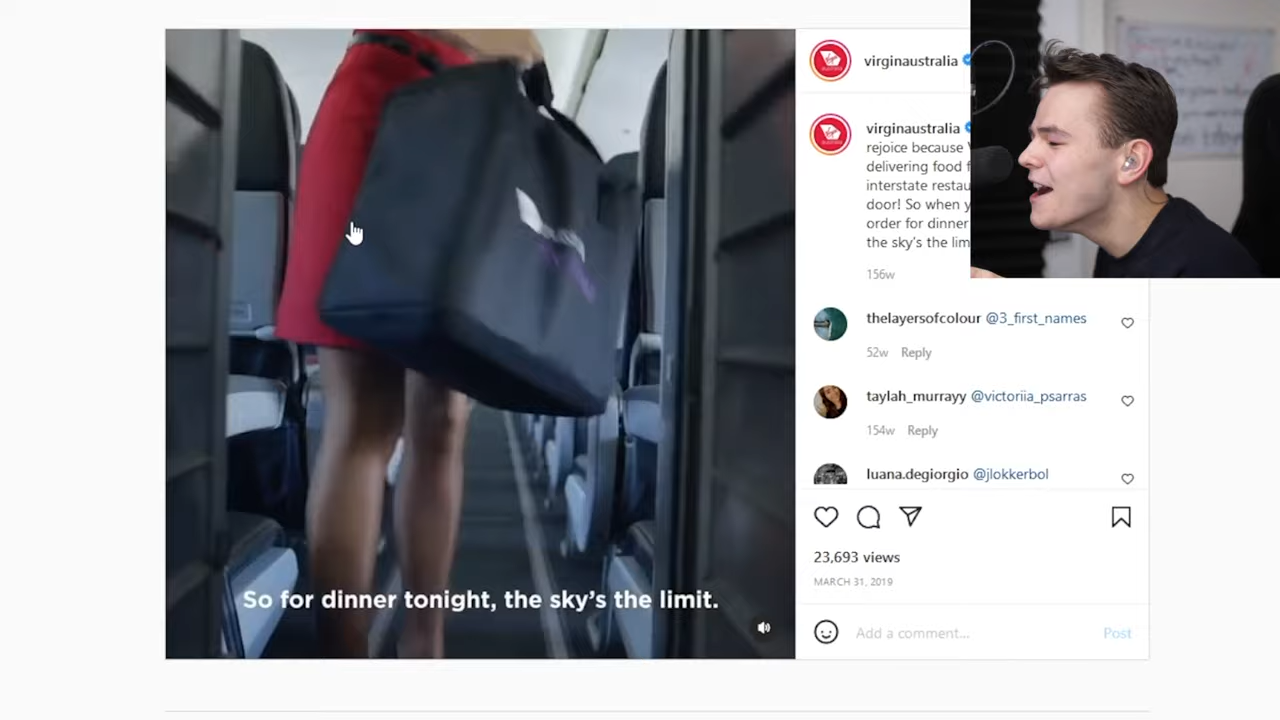 virginaustralia
virginaustralia
rejoice because
delivering food
interstate
door! So when
order for dinner
the sky's the
156w
thelayersofcolour @3_first_names
52w Reply
taylah_murrayy @victoriia_psarras
154w Reply
luana.degiorgio @jlokkerbol
23,693 views
MARCH 31, 2019
Add a comment... Post
So for dinner tonight, the sky's the limit.